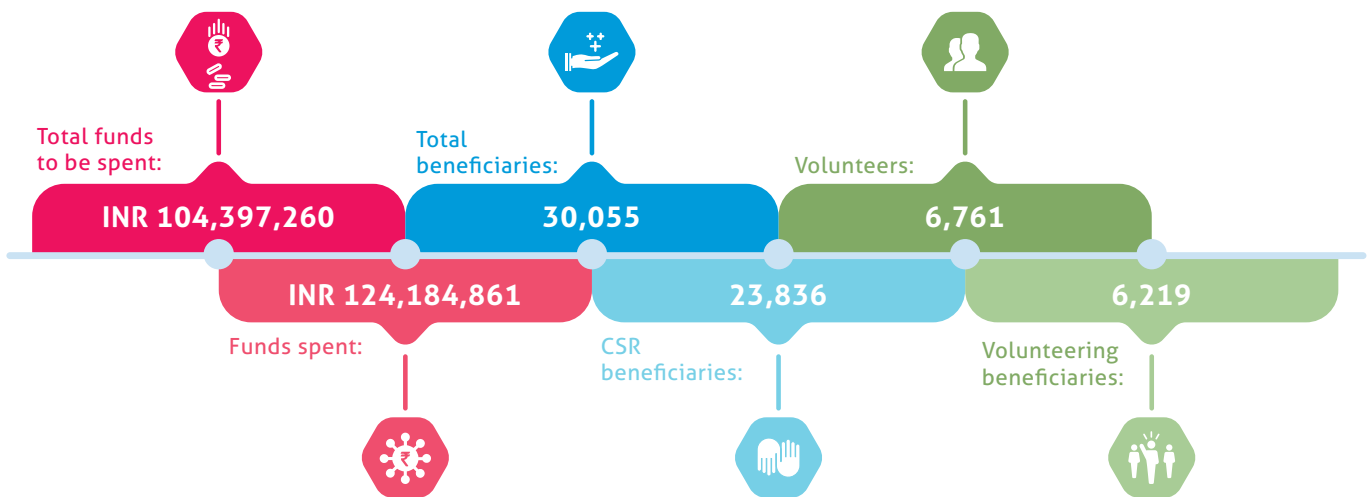 Total funds
to be spent:
INR 104,397,260
Total
beneficiaries:
30,055
Volunteers:
6,761
INR 124,184,861
Funds spent:
23,836
CSR
beneficiaries:
6,219
Volunteering
beneficiaries: